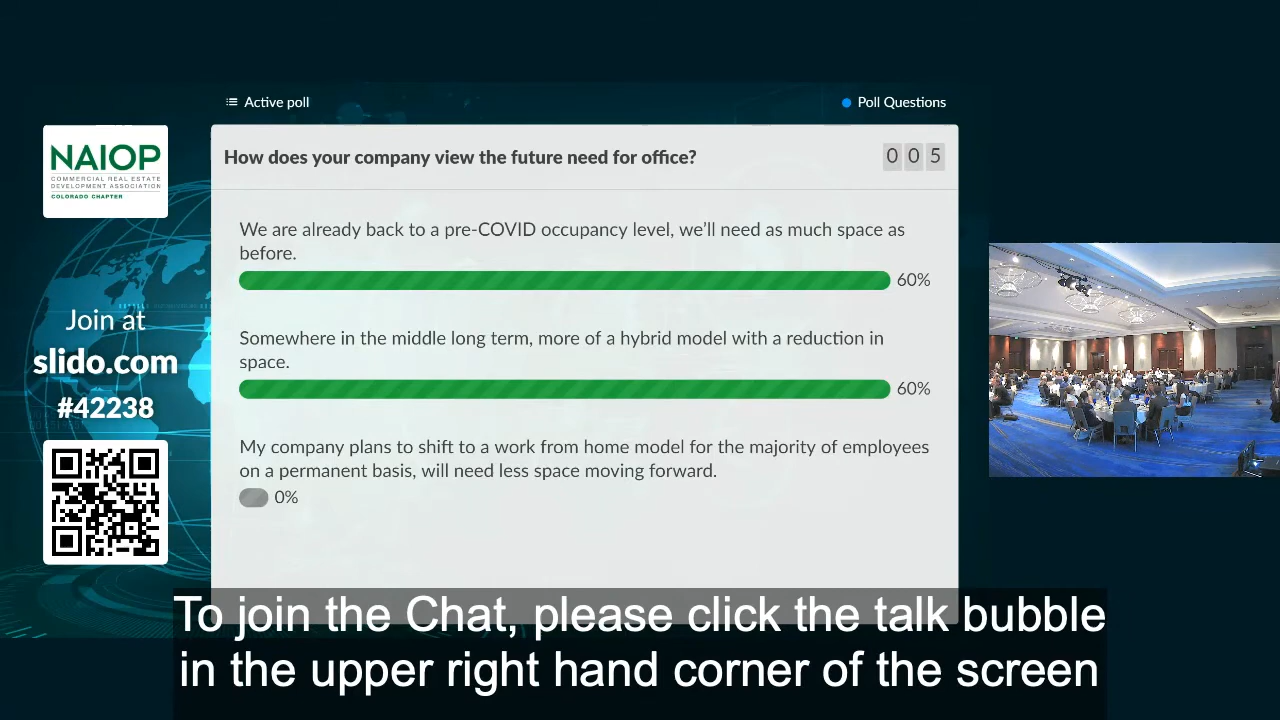 Active poll
Poll Questions
NAIOP
COMMERCIAL REAL ESTATE
DEVELOPMENT ASSOCIATION
COLORADO CHAPTER
How does your company view the future need for office?
005
We are already back to a pre-COVID occupancy level, we’ll need as much space as
before.
60%
Somewhere in the middle long term, more of a hybrid model with a reduction in
space.
60%
My company plans to shift to a work from home model for the majority of employees
on a permanent basis, will need less space moving forward.
0%
Join at
slido.com
#42238
To join the Chat, please click the talk bubble
in the upper right hand corner of the screen